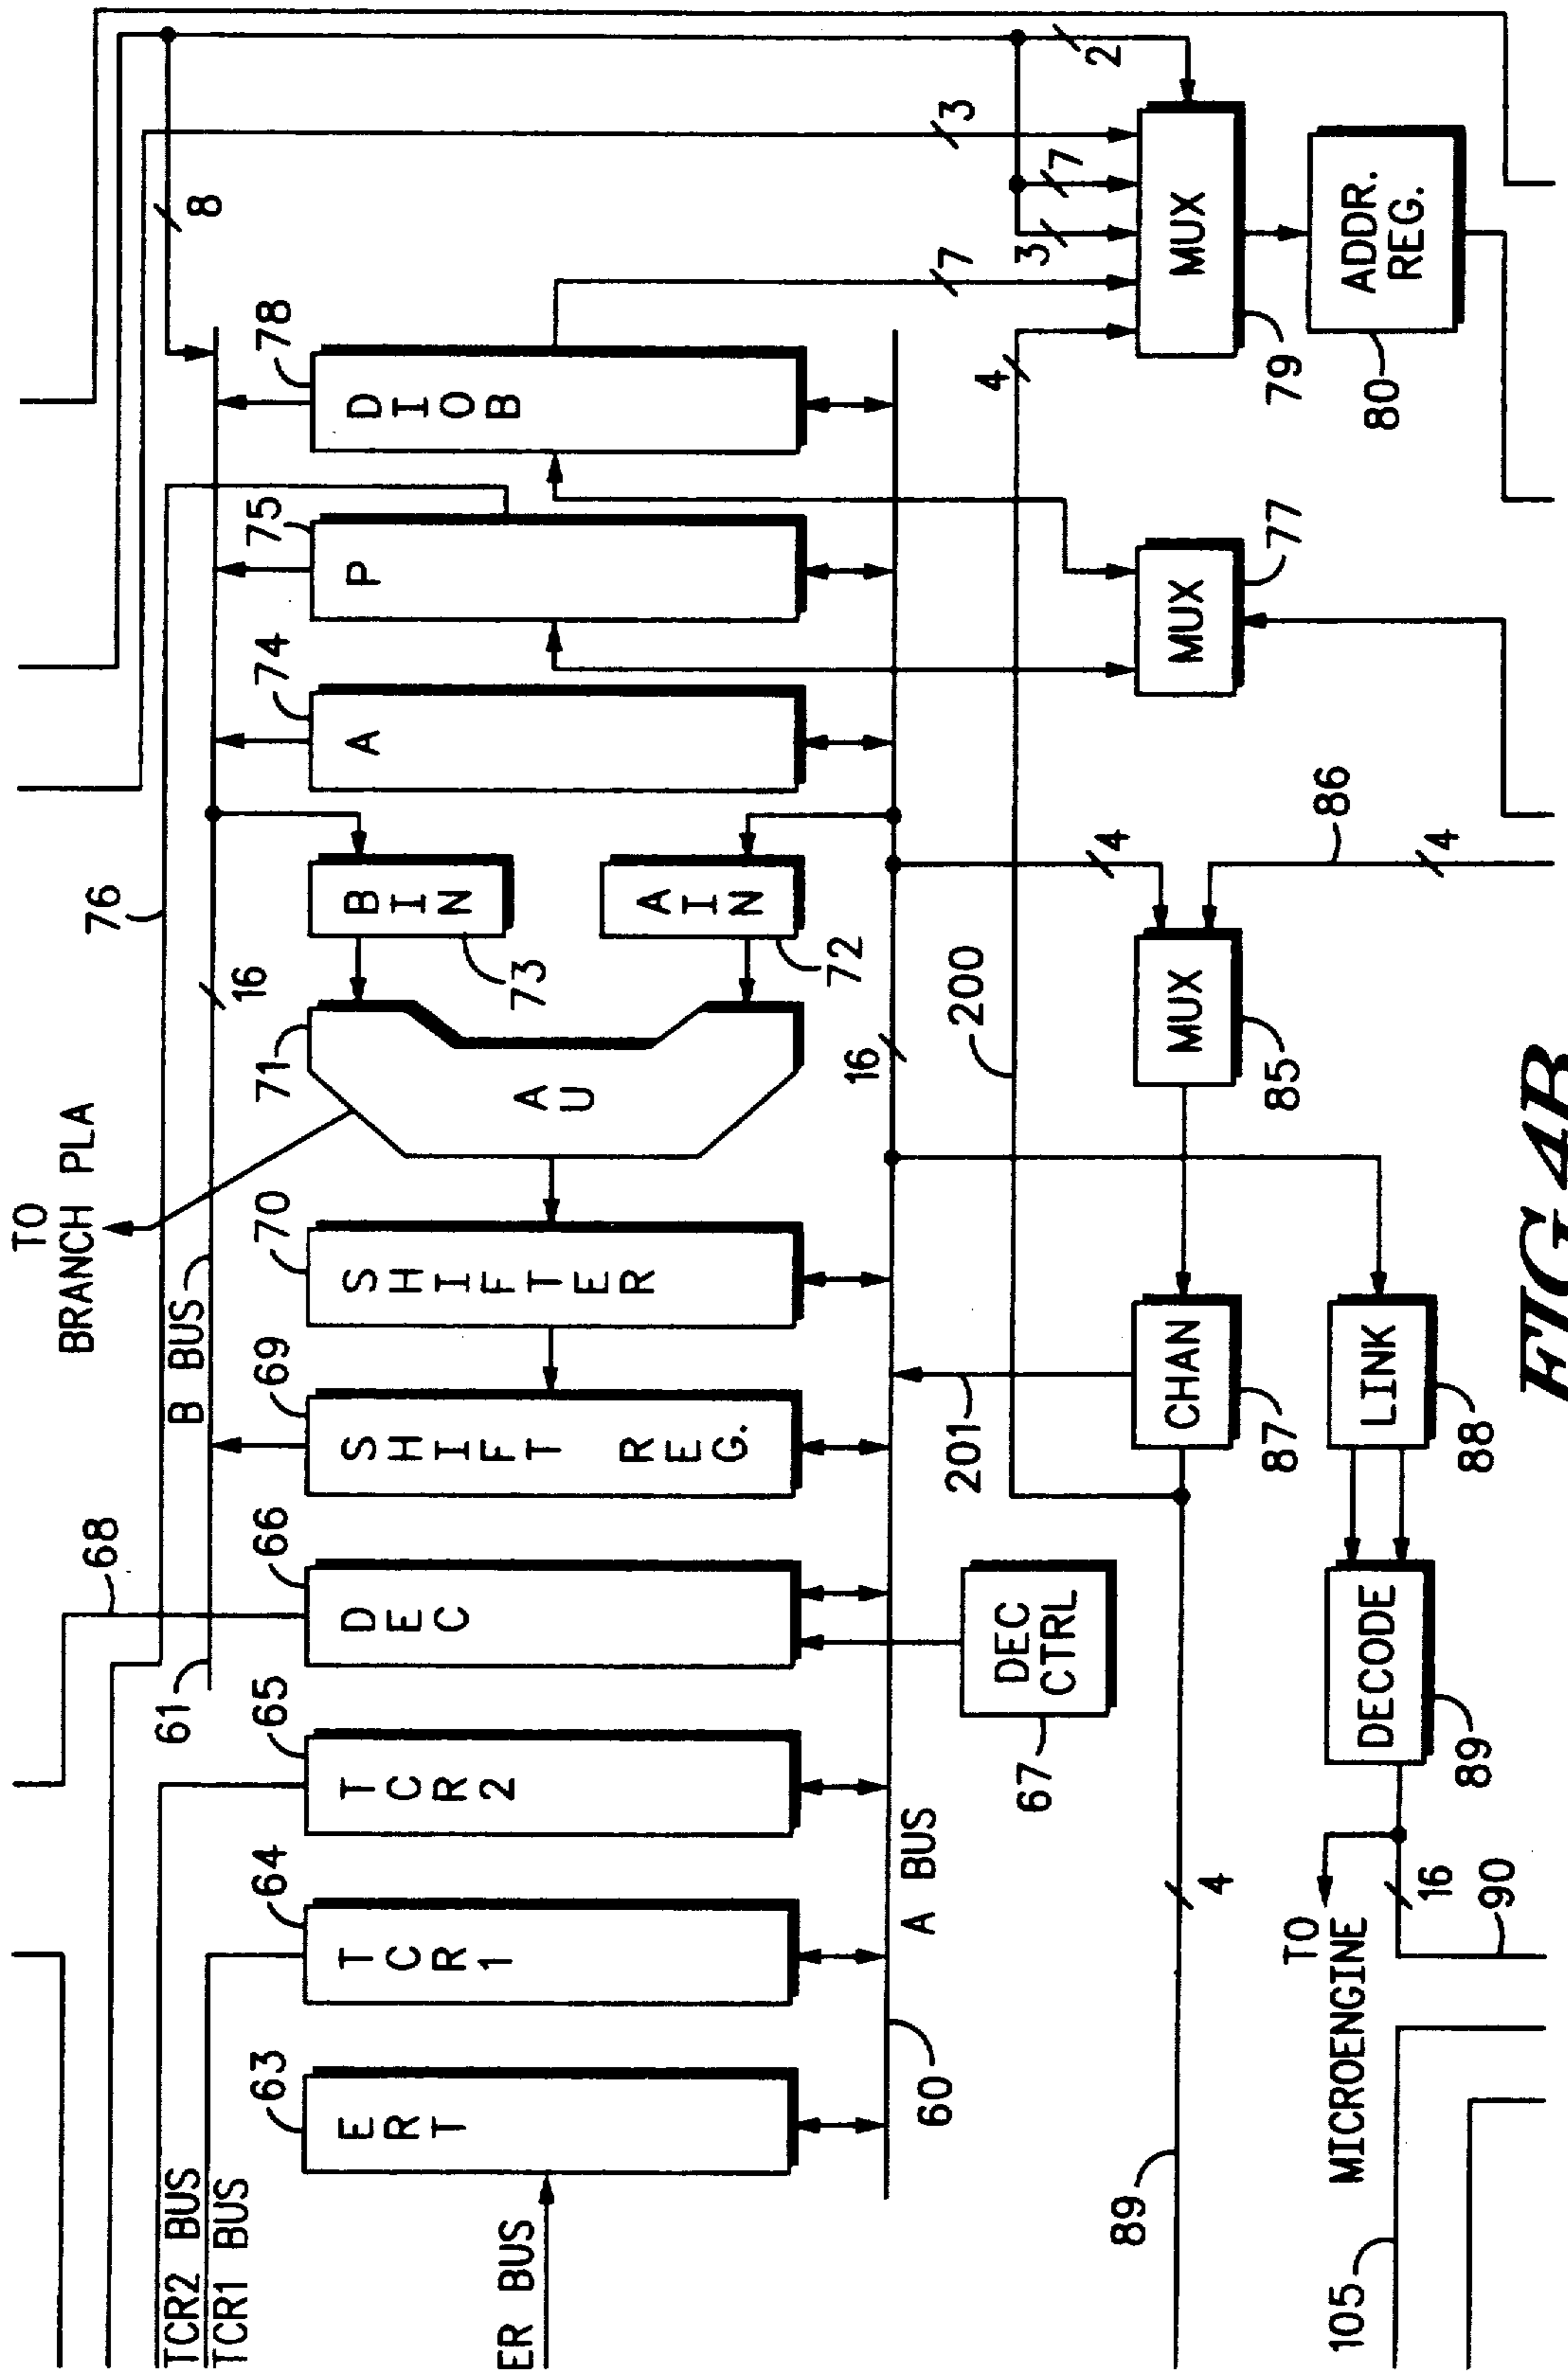 TO
BRANCH PLA
TCR2 BUS
TCR1 BUS
68
76
8
61
B BUS
16
ER BUS
63
64
65
66
69
70
71
73
74
75
78
ERT
TCR1
TCR2
DEC
SHIFT REG.
SHIFTER
AU
BIN
AIN
72
A
P
DIOB
60
A BUS
16
67
DEC
CTRL
201
200
4
7
3
7
3
2
89
4
CHAN
87
MUX
85
4
86
4
MUX
77
MUX
79
ADDR.
REG.
80
105
TO
MICROENGINE
16
90
DECODE
89
LINK
88
FIG.4B